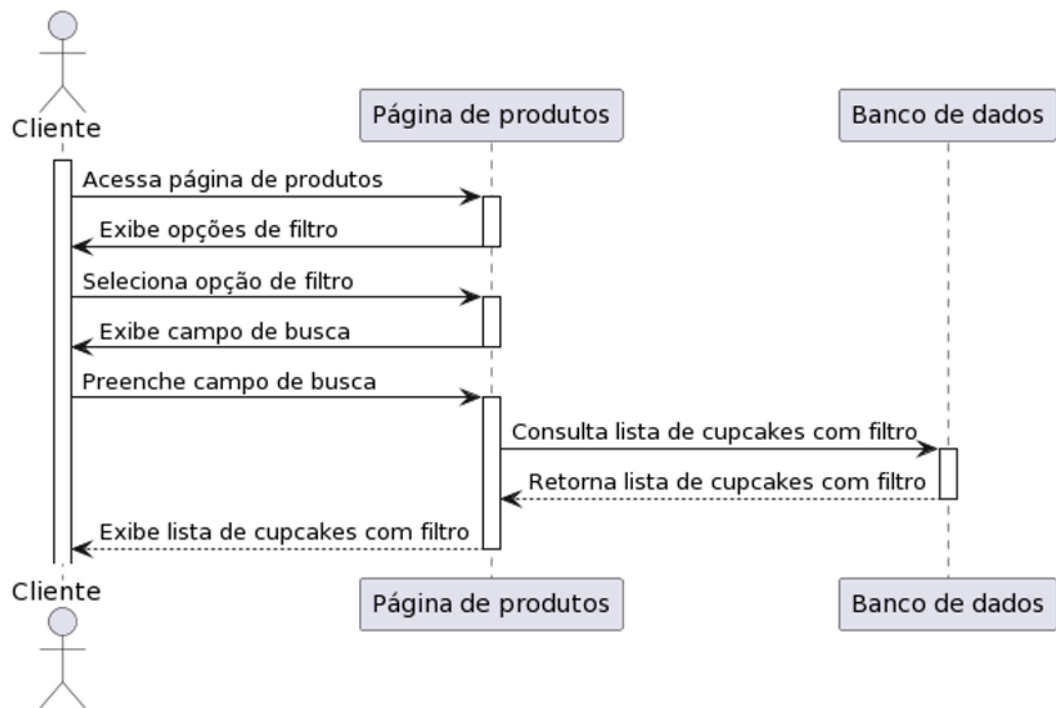 Cliente
Página de produtos
Banco de dados
Acessa página de produtos
Exibe opções de filtro
Seleciona opção de filtro
Exibe campo de busca
Preenche campo de busca
Consulta lista de cupcakes com filtro
Retorna lista de cupcakes com filtro
Exibe lista de cupcakes com filtro
Cliente
Página de produtos
Banco de dados